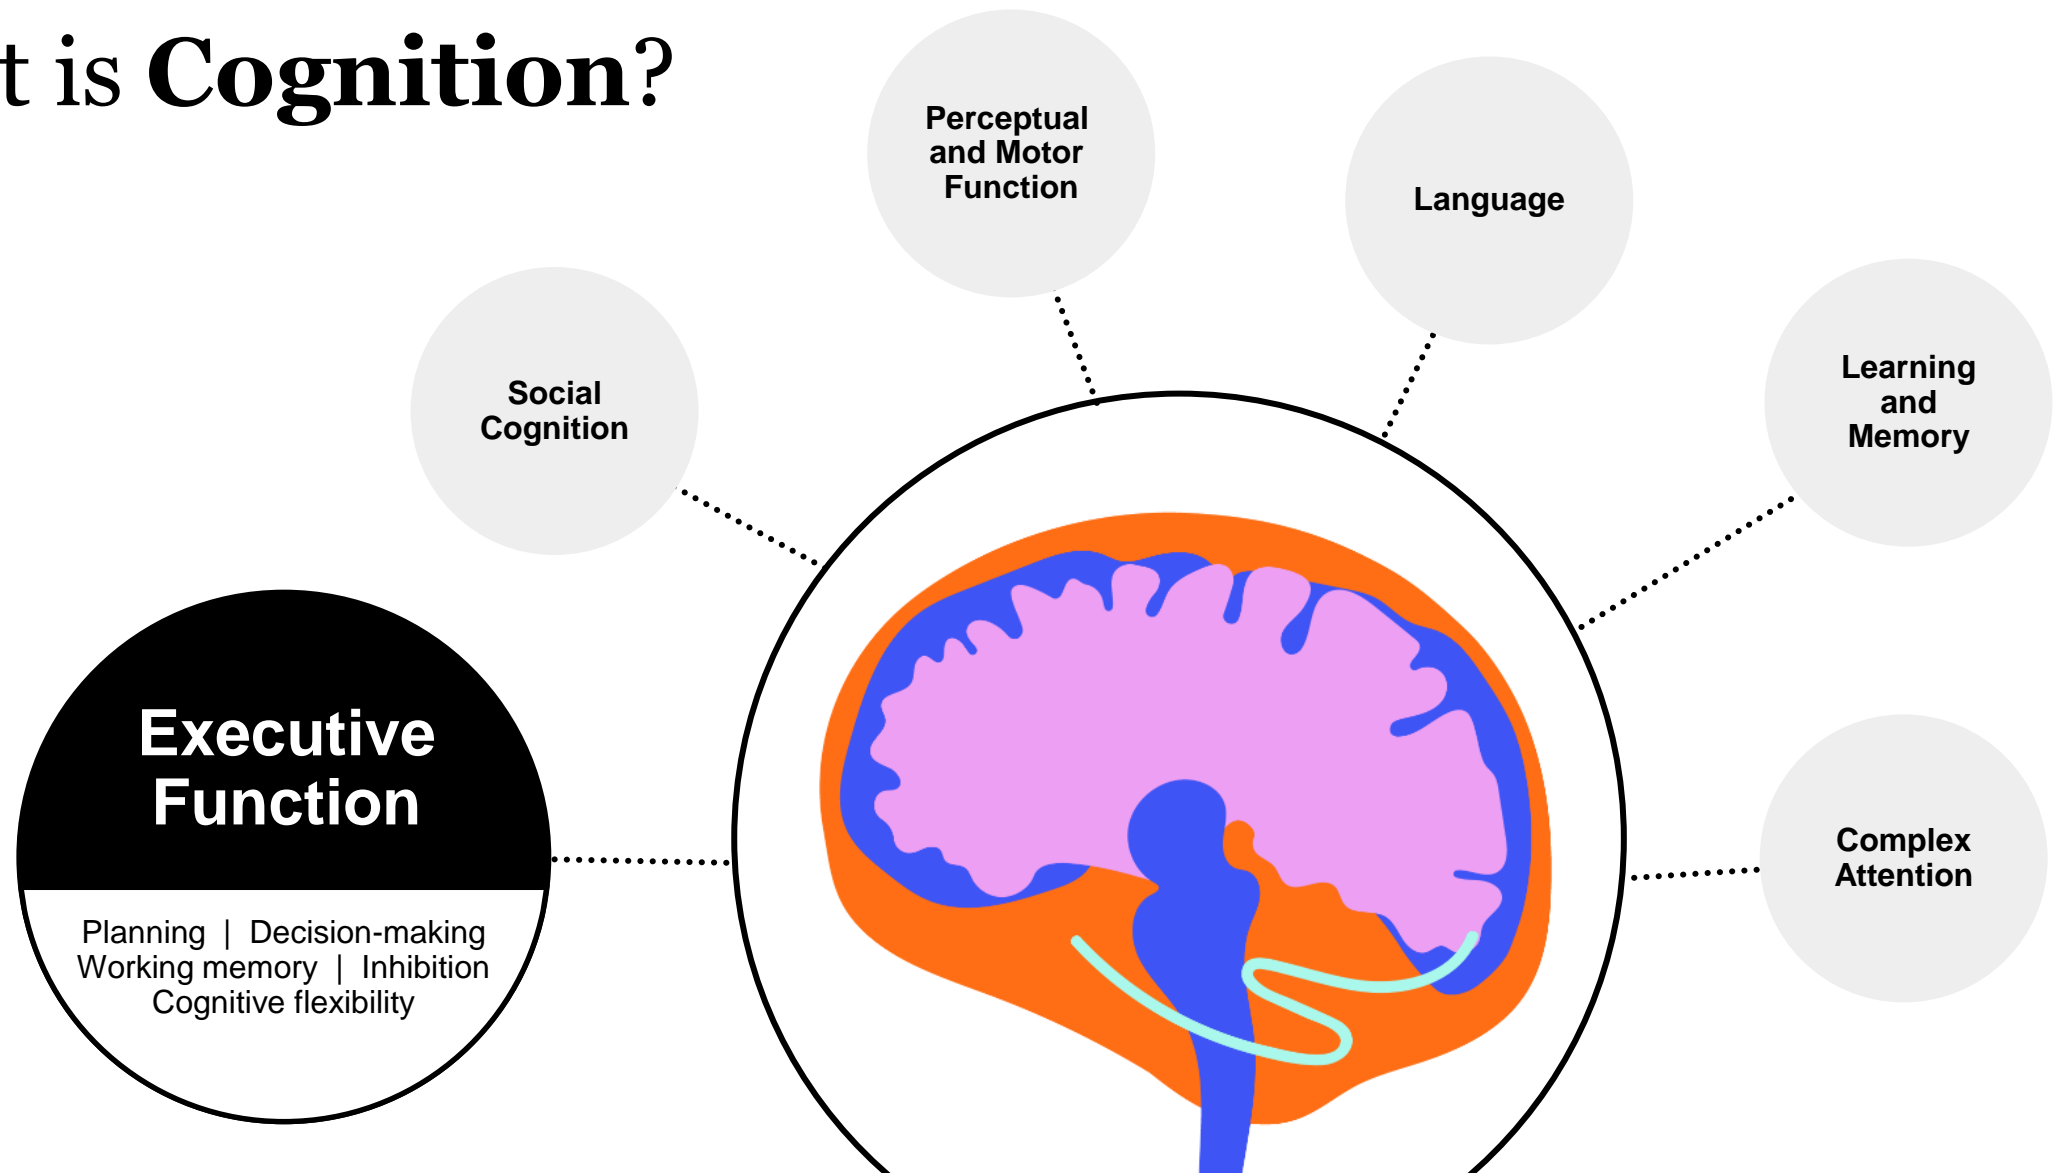 t is Cognition?
Perceptual
and Motor
Function
Language
Social
Cognition
Learning
and
Memory
Executive
Function
Planning | Decision-making
Working memory | Inhibition
Cognitive flexibility
Complex
Attention